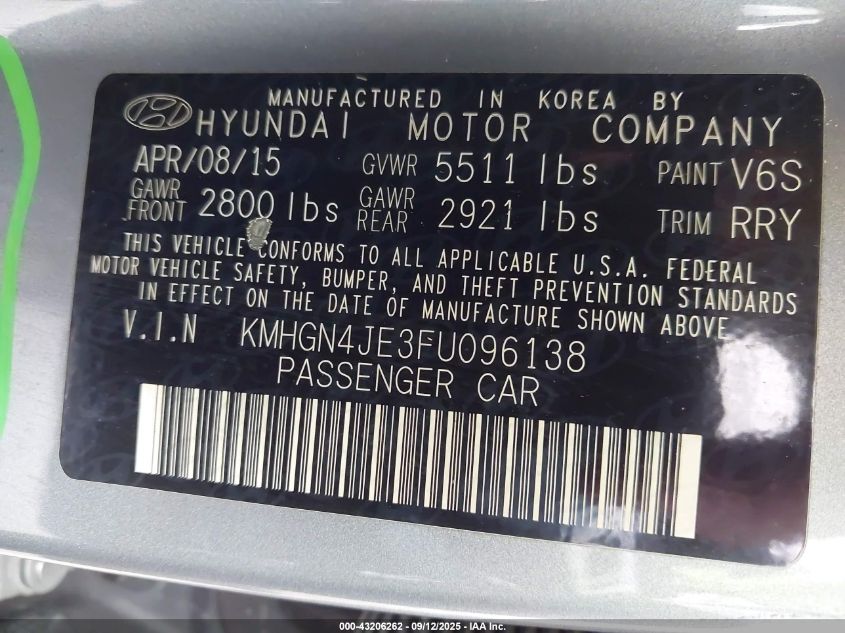 MANUFACTURED IN KOREA BY
HYUNDAI MOTOR COMPANY
APR/08/15 GVWR 5511 lbs PAINT V6S
GAWR FRONT 2800 lbs GAWR REAR 2921 lbs TRIM RRY
THIS VEHICLE CONFORMS TO ALL APPLICABLE U.S.A. FEDERAL
MOTOR VEHICLE SAFETY, BUMPER, AND THEFT PREVENTION STANDARDS
IN EFFECT ON THE DATE OF MANUFACTURE SHOWN ABOVE
V.I.N KMHGN4JE3FU096138
PASSENGER CAR
000-43206262 - 09/12/2025 - IAA Inc.